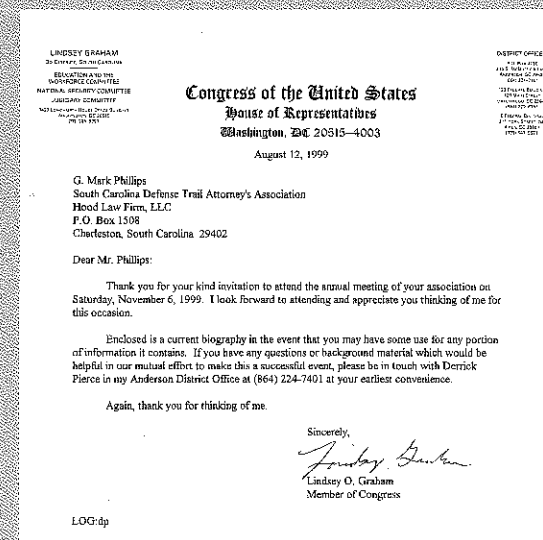 LINDSEY GRAHAM
3D DISTRICT, SOUTH CAROLINA
EDUCATION AND THE
WORKFORCE COMMITTEE
NATIONAL SECURITY COMMITTEE
JUDICIARY COMMITTEE
DISTRICT OFFICE
Congress of the United States
House of Representatives
Washington, DC 20515–4003
August 12, 1999
G. Mark Phillips
South Carolina Defense Trail Attorney's Association
Hood Law Firm, LLC
P.O. Box 1508
Charleston, South Carolina 29402
Dear Mr. Phillips:
Thank you for your kind invitation to attend the annual meeting of your association on
Saturday, November 6, 1999. I look forward to attending and appreciate you thinking of me for
this occasion.
Enclosed is a current biography in the event that you may have some use for any portion
of information it contains. If you have any questions or background material which would be
helpful in our mutual effort to make this a successful event, please be in touch with Derrick
Pierce in my Anderson District Office at (864) 224-7401 at your earliest convenience.
Again, thank you for thinking of me.
Sincerely,
Lindsey Graham
Lindsey O. Graham
Member of Congress
LOG:dp